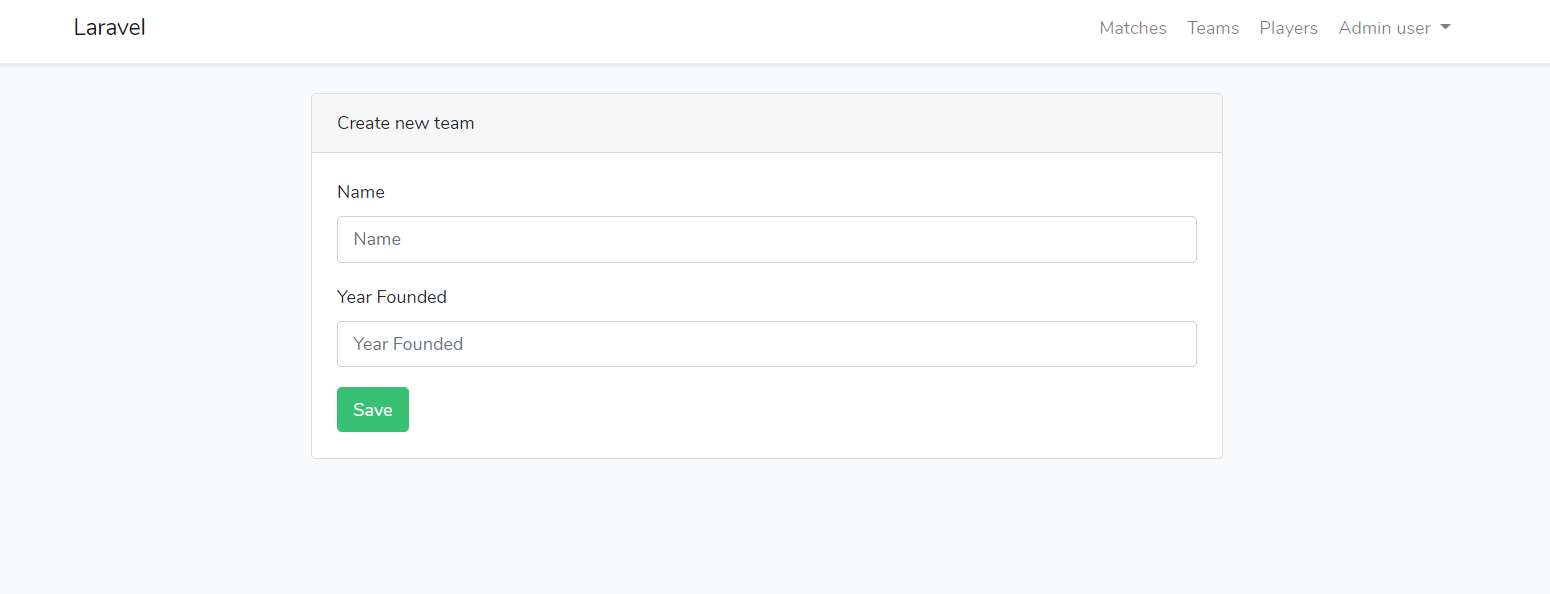 Laravel
Matches Teams Players Admin user
Create new team
Name
Name
Year Founded
Year Founded
Save